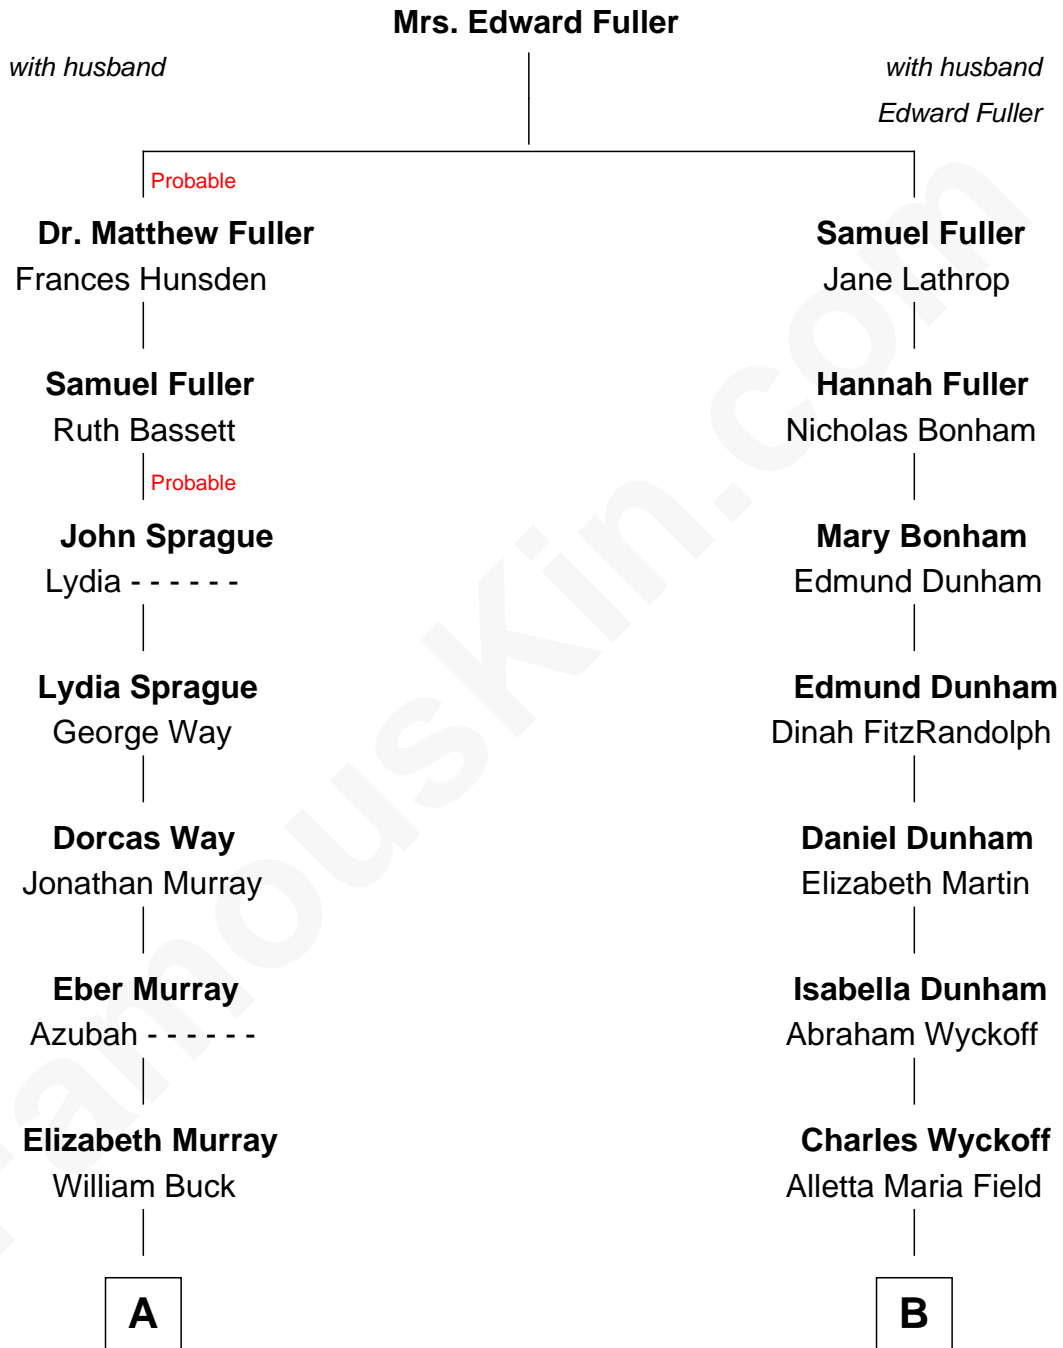 Mrs. Edward Fuller
with husband
with husband
Edward Fuller
Probable
Dr. Matthew Fuller
Frances Hunsden
Samuel Fuller
Jane Lathrop
Samuel Fuller
Ruth Bassett
Hannah Fuller
Nicholas Bonham
Probable
John Sprague
Lydia - - - - - -
Mary Bonham
Edmund Dunham
Lydia Sprague
George Way
Edmund Dunham
Dinah FitzRandolph
Dorcas Way
Jonathan Murray
Daniel Dunham
Elizabeth Martin
Eber Murray
Azubah - - - - - -
Isabella Dunham
Abraham Wyckoff
Elizabeth Murray
William Buck
Charles Wyckoff
Alletta Maria Field
A
B
FamousKin.com